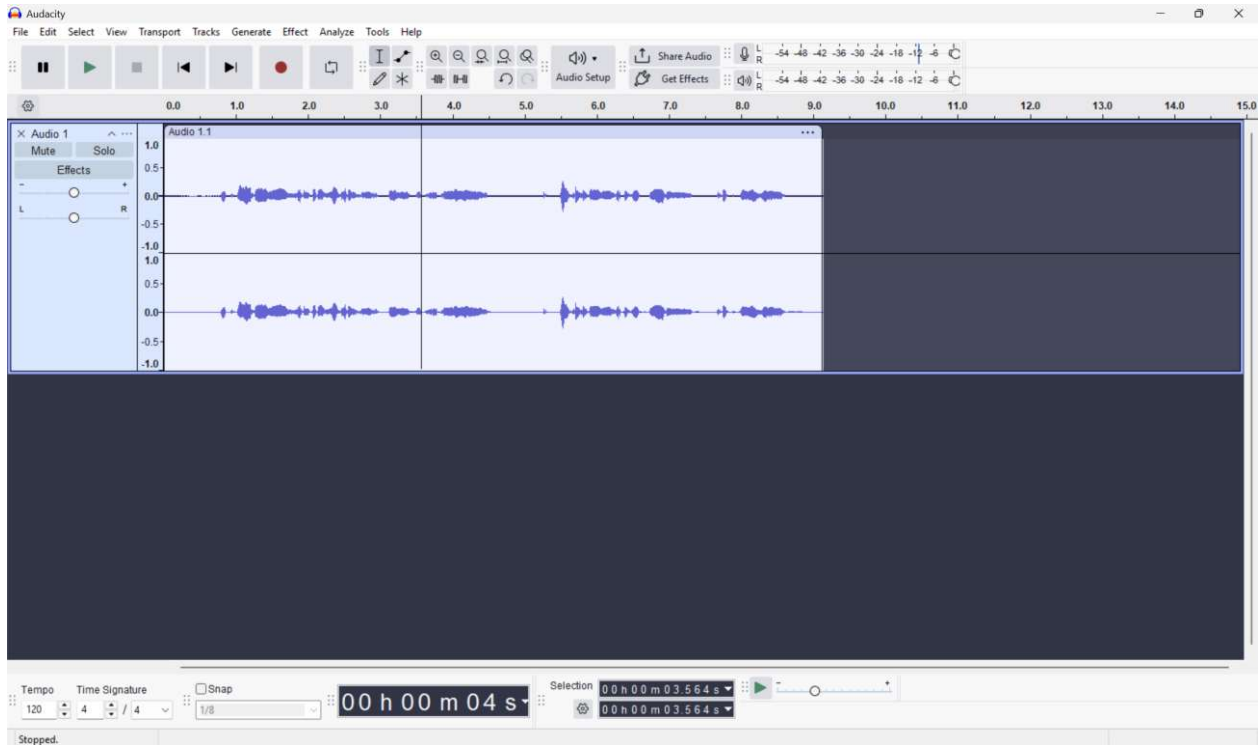 Audacity
File Edit Select View Transport Tracks Generate Effect Analyze Tools Help
Audio Setup
Share Audio
Get Effects
L
R
-54 -48 -42 -36 -30 -24 -18 -12 -6
L
R
-54 -48 -42 -36 -30 -24 -18 -12 -6
0.0 1.0 2.0 3.0 4.0 5.0 6.0 7.0 8.0 9.0 10.0 11.0 12.0 13.0 14.0 15.0
Audio 1
Mute Solo
Effects
- +
L R
Audio 1.1
1.0
0.5
0.0
-0.5
-1.0
1.0
0.5
0.0
-0.5
-1.0
Tempo
120
Time Signature
4 / 4
Snap
1/8
00 h 00 m 04 s
Selection
00 h 00 m 03.564 s
00 h 00 m 03.564 s
- +
Stopped.